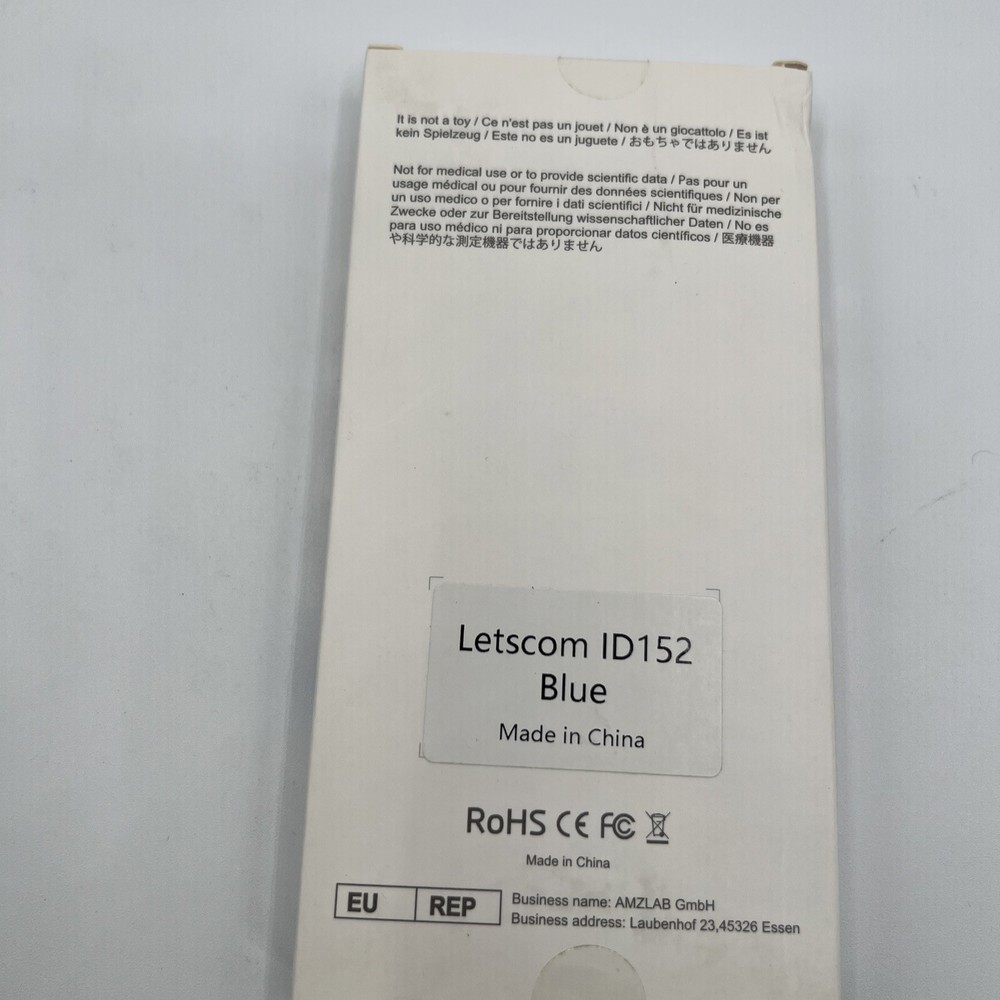 It is not a toy / Ce n'est pas un jouet / Non è un giocattolo / Es ist
kein Spielzeug / Este no es un juguete / おもちゃではありません
Not for medical use or to provide scientific data / Pas pour un
usage médical ou pour fournir des données scientifiques / Non per
un uso medico o per fornire i dati scientifici / Nicht für medizinische
Zwecke oder zur Bereitstellung wissenschaftlicher Daten / No es
para uso médico ni para proporcionar datos científicos / 医療機器
や科学的な測定機器ではありません
Letscom ID152
Blue
Made in China
RoHS CE FC
Made in China
EU REP
Business name: AMZLAB GmbH
Business address: Laubenhof 23,45326 Essen